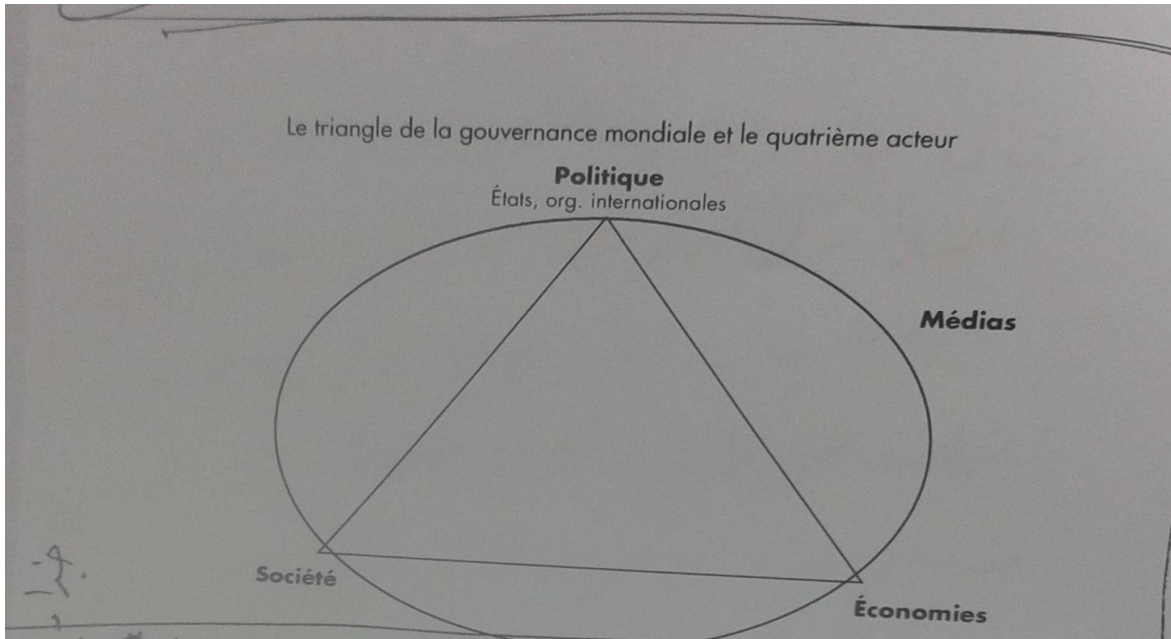 Le triangle de la gouvernance mondiale et le quatrième acteur
Politique
États, org. internationales
Médias
Société
Économies